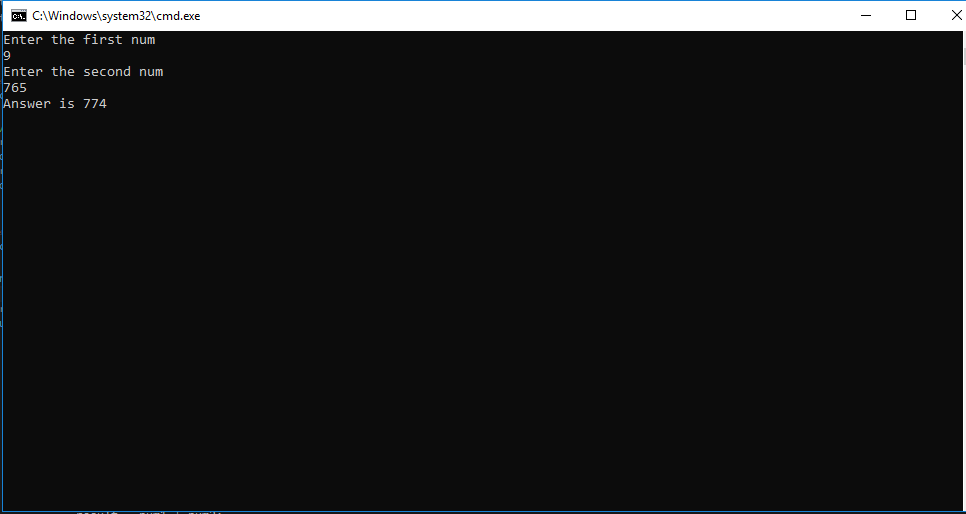 C:\Windows\system32\cmd.exe
Enter the first num
9
Enter the second num
765
Answer is 774